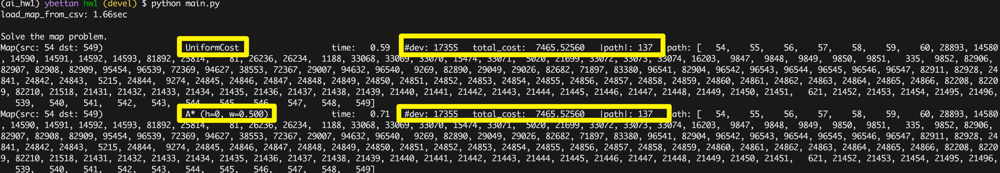 (ai_hw1) ybettan hw1 (devel) $ python main.py
load_map_from_csv: 1.66sec
Solve the map problem.
Map(src: 54 dst: 549) UniformCost time: 0.59 #dev: 17355 total_cost: 7465.52560 |path|: 137 path: [ 54, 55, 56, 57, 58, 59, 60, 28893, 14580
, 14590, 14591, 14592, 14593, 81892, 25814, 81, 26236, 26234, 1188, 33068, 33069, 33070, 15474, 33071, 5020, 21699, 33072, 33073, 33074, 16203, 9847, 9848, 9849, 9850, 9851, 335, 9852, 82906,
82907, 82908, 82909, 95454, 96539, 72369, 94627, 38553, 72367, 29007, 94632, 96540, 9269, 82890, 29049, 29026, 82682, 71897, 83380, 96541, 82904, 96542, 96543, 96544, 96545, 96546, 96547, 82911, 82928, 24
841, 24842, 24843, 5215, 24844, 9274, 24845, 24846, 24847, 24848, 24849, 24850, 24851, 24852, 24853, 24854, 24855, 24856, 24857, 24858, 24859, 24860, 24861, 24862, 24863, 24864, 24865, 24866, 82208, 8220
9, 82210, 21518, 21431, 21432, 21433, 21434, 21435, 21436, 21437, 21438, 21439, 21440, 21441, 21442, 21443, 21444, 21445, 21446, 21447, 21448, 21449, 21450, 21451, 621, 21452, 21453, 21454, 21495, 21496,
539, 540, 541, 542, 543, 544, 545, 546, 547, 548, 549]
Map(src: 54 dst: 549) A* (h=0, w=0.500) time: 0.71 #dev: 17355 total_cost: 7465.52560 |path|: 137 ath: [ 54, 55, 56, 57, 58, 59, 60, 28893, 14580
, 14590, 14591, 14592, 14593, 81892, 25814, 81, 26236, 26234, 1188, 33068, 33069, 33070, 15474, 33071, 5020, 21699, 33072, 33073, 33074, 16203, 9847, 9848, 9849, 9850, 9851, 335, 9852, 82906,
82907, 82908, 82909, 95454, 96539, 72369, 94627, 38553, 72367, 29007, 94632, 96540, 9269, 82890, 29049, 29026, 82682, 71897, 83380, 96541, 82904, 96542, 96543, 96544, 96545, 96546, 96547, 82911, 82928, 24
841, 24842, 24843, 5215, 24844, 9274, 24845, 24846, 24847, 24848, 24849, 24850, 24851, 24852, 24853, 24854, 24855, 24856, 24857, 24858, 24859, 24860, 24861, 24862, 24863, 24864, 24865, 24866, 82208, 8220
9, 82210, 21518, 21431, 21432, 21433, 21434, 21435, 21436, 21437, 21438, 21439, 21440, 21441, 21442, 21443, 21444, 21445, 21446, 21447, 21448, 21449, 21450, 21451, 621, 21452, 21453, 21454, 21495, 21496,
539, 540, 541, 542, 543, 544, 545, 546, 547, 548, 549]